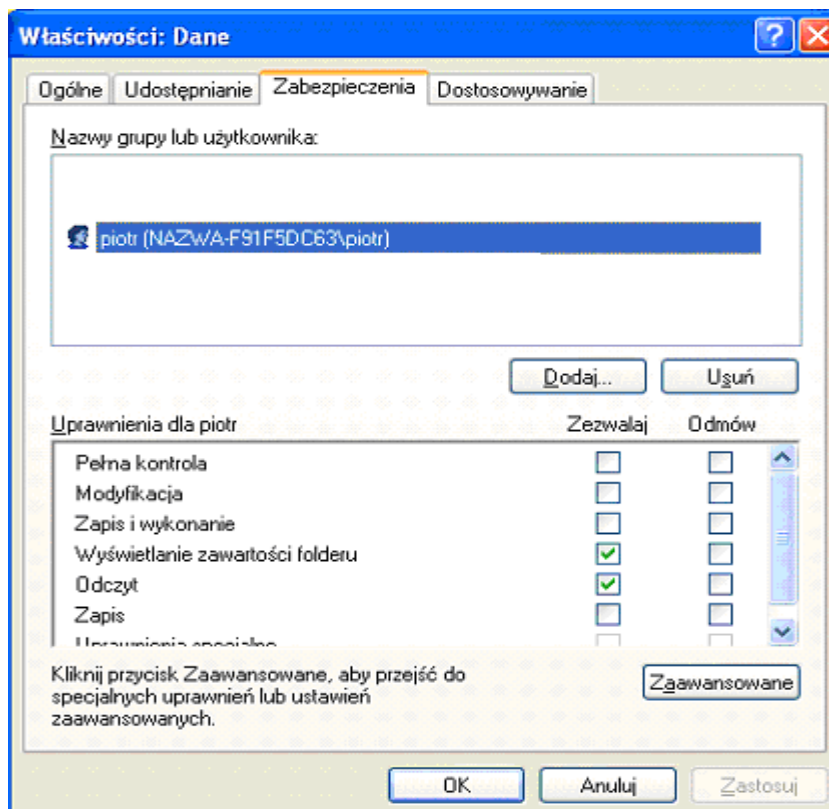 Właściwości: Dane
Ogólne Udostępnianie Zabezpieczenia Dostosowywanie
Nazwy grupy lub użytkownika:
piotr (NAZWA-F91F5DC63\piotr)
Dodaj... Usuń
Uprawnienia dla piotr Zezwalaj Odmów
Pełna kontrola
Modyfikacja
Zapis i wykonanie
Wyświetlanie zawartości folderu
Odczyt
Zapis
Uprawnienia specjalne
Kliknij przycisk Zaawansowane, aby przejść do
specjalnych uprawnień lub ustawień
zaawansowanych.
Zaawansowane
OK Anuluj Zastosuj